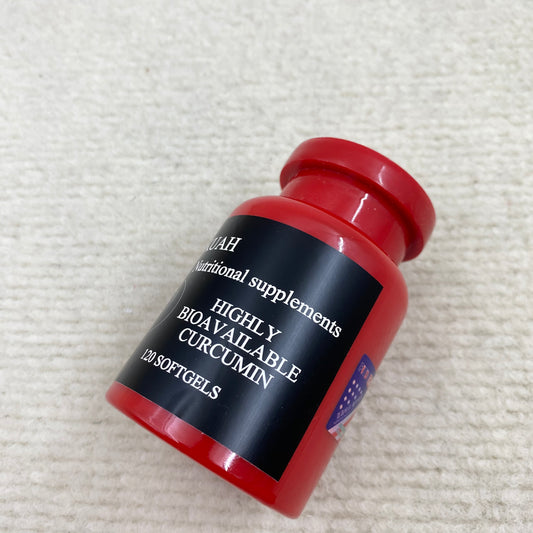 UAH
Nutritional supplements
HIGHLY
BIOAVAILABLE
CURCUMIN
120 SOFTGELS